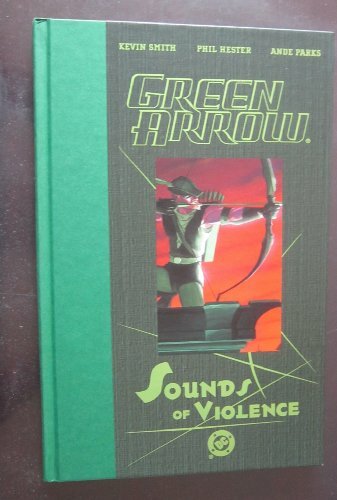 KEVIN SMITH PHIL HESTER ANDE PARKS
GREEN
ARROW®
SOUNDS
OF VIOLENCE
DC